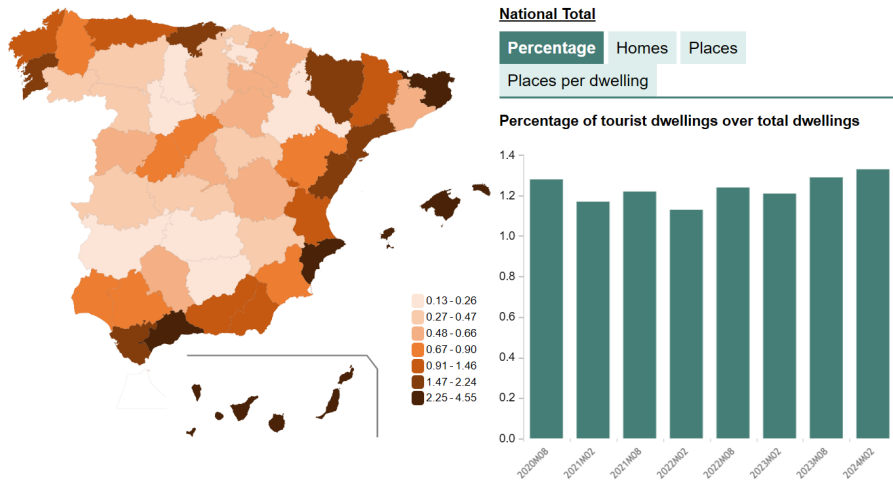 National Total
Percentage
Homes
Places
Places per dwelling
Percentage of tourist dwellings over total dwellings
1.4
1.2
1.0
0.8
0.6
0.4
0.2
0.0
2020M08
2021M02
2021M08
2022M02
2022M08
2023M02
2023M08
2024M02
0.13 - 0.26
0.27 - 0.47
0.48 - 0.66
0.67 - 0.90
0.91 - 1.46
1.47 - 2.24
2.25 - 4.55